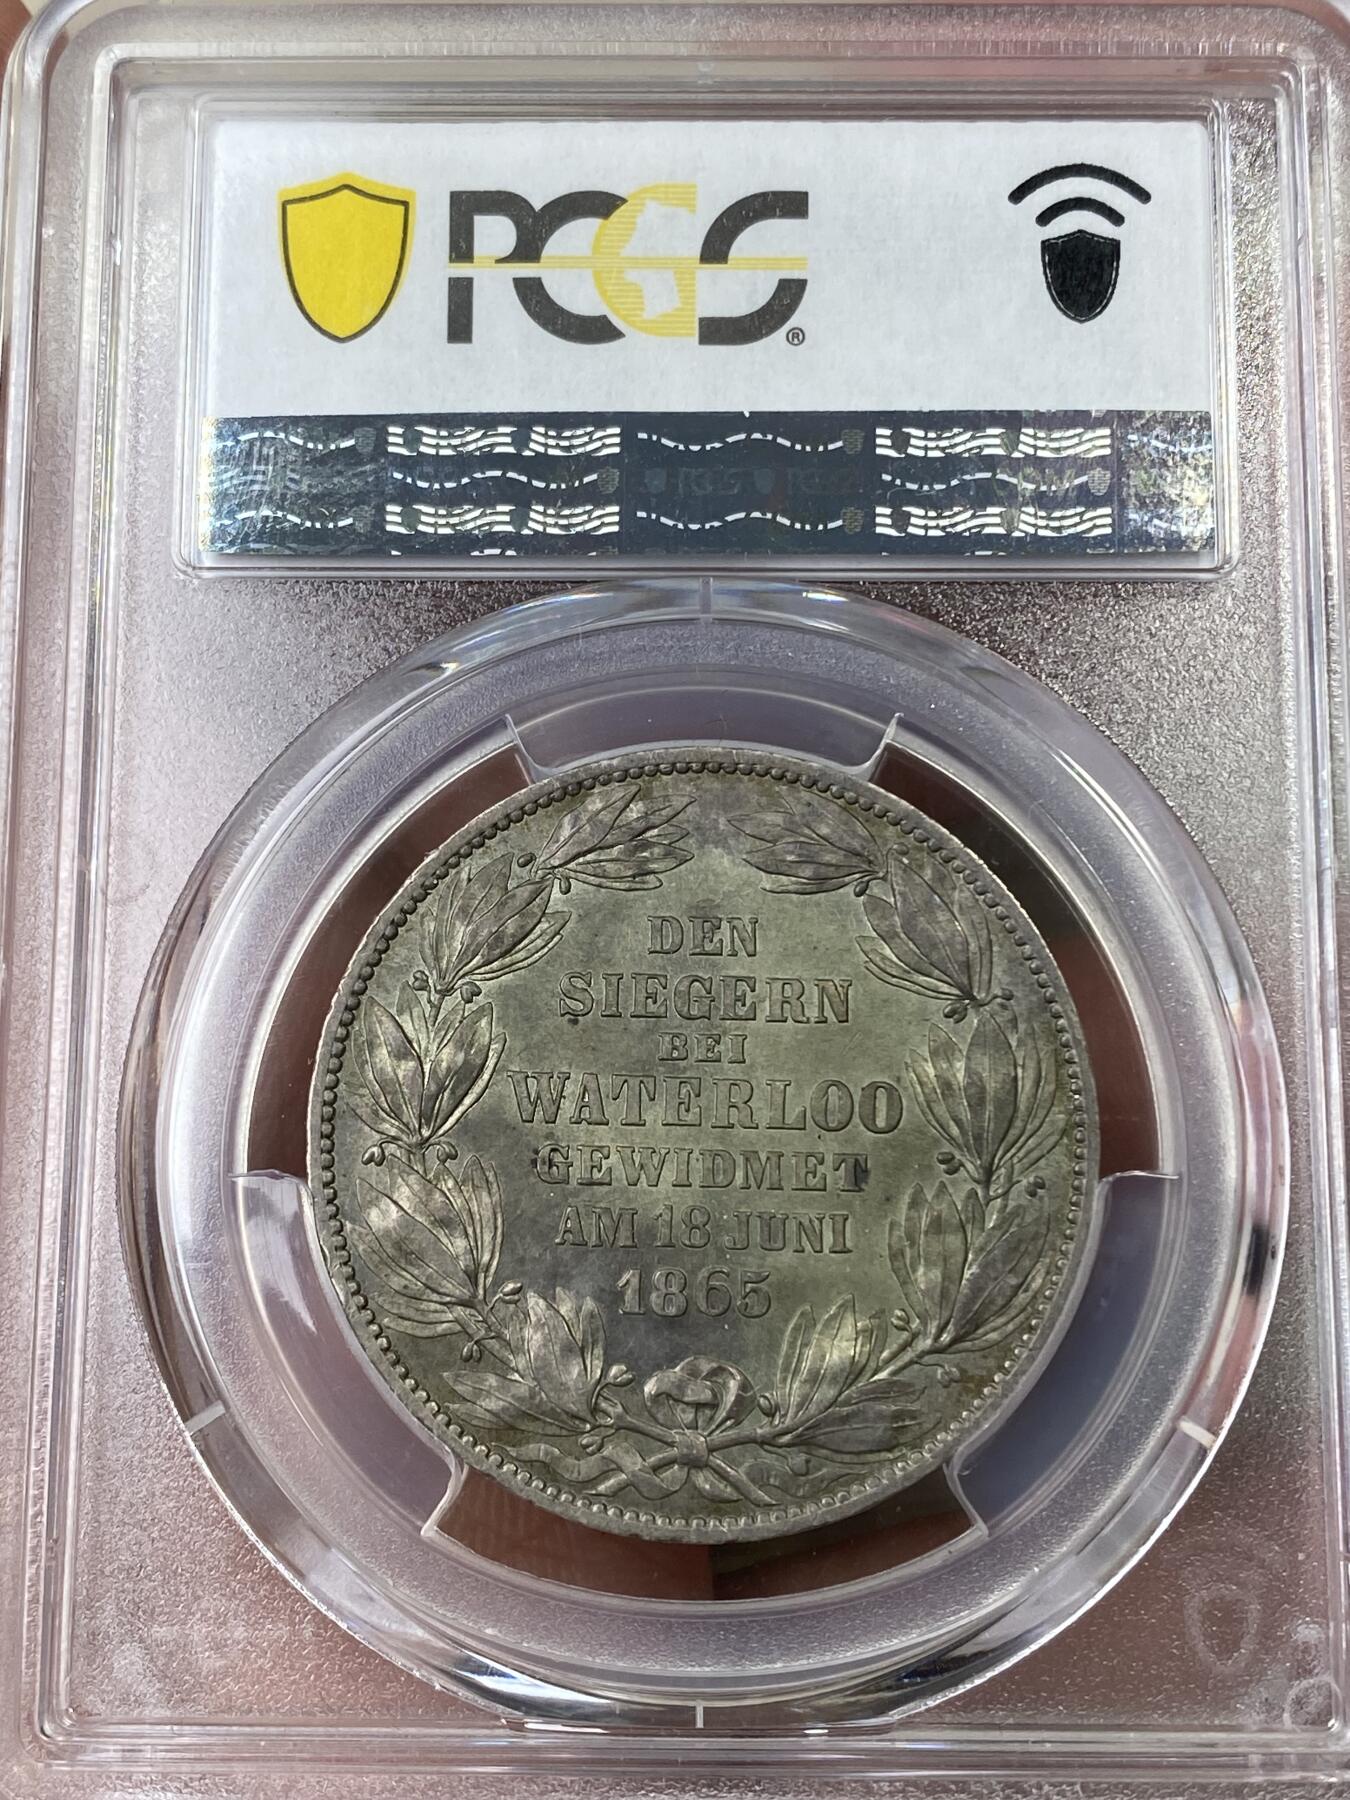 PCGS®
DEN
SIEGERN
BEI
WATERLOO
GEWIDMET
AM 18 JUNI
1865